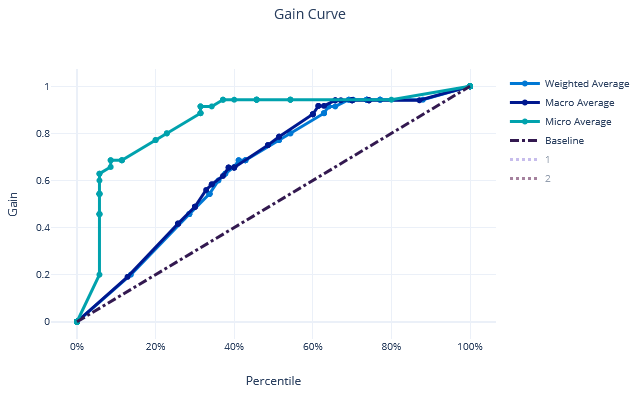 Gain Curve
Gain
1
0.8
0.6
0.4
0.2
0
0%
20%
40%
60%
80%
100%
Percentile
Weighted Average
Macro Average
Micro Average
Baseline
1
2